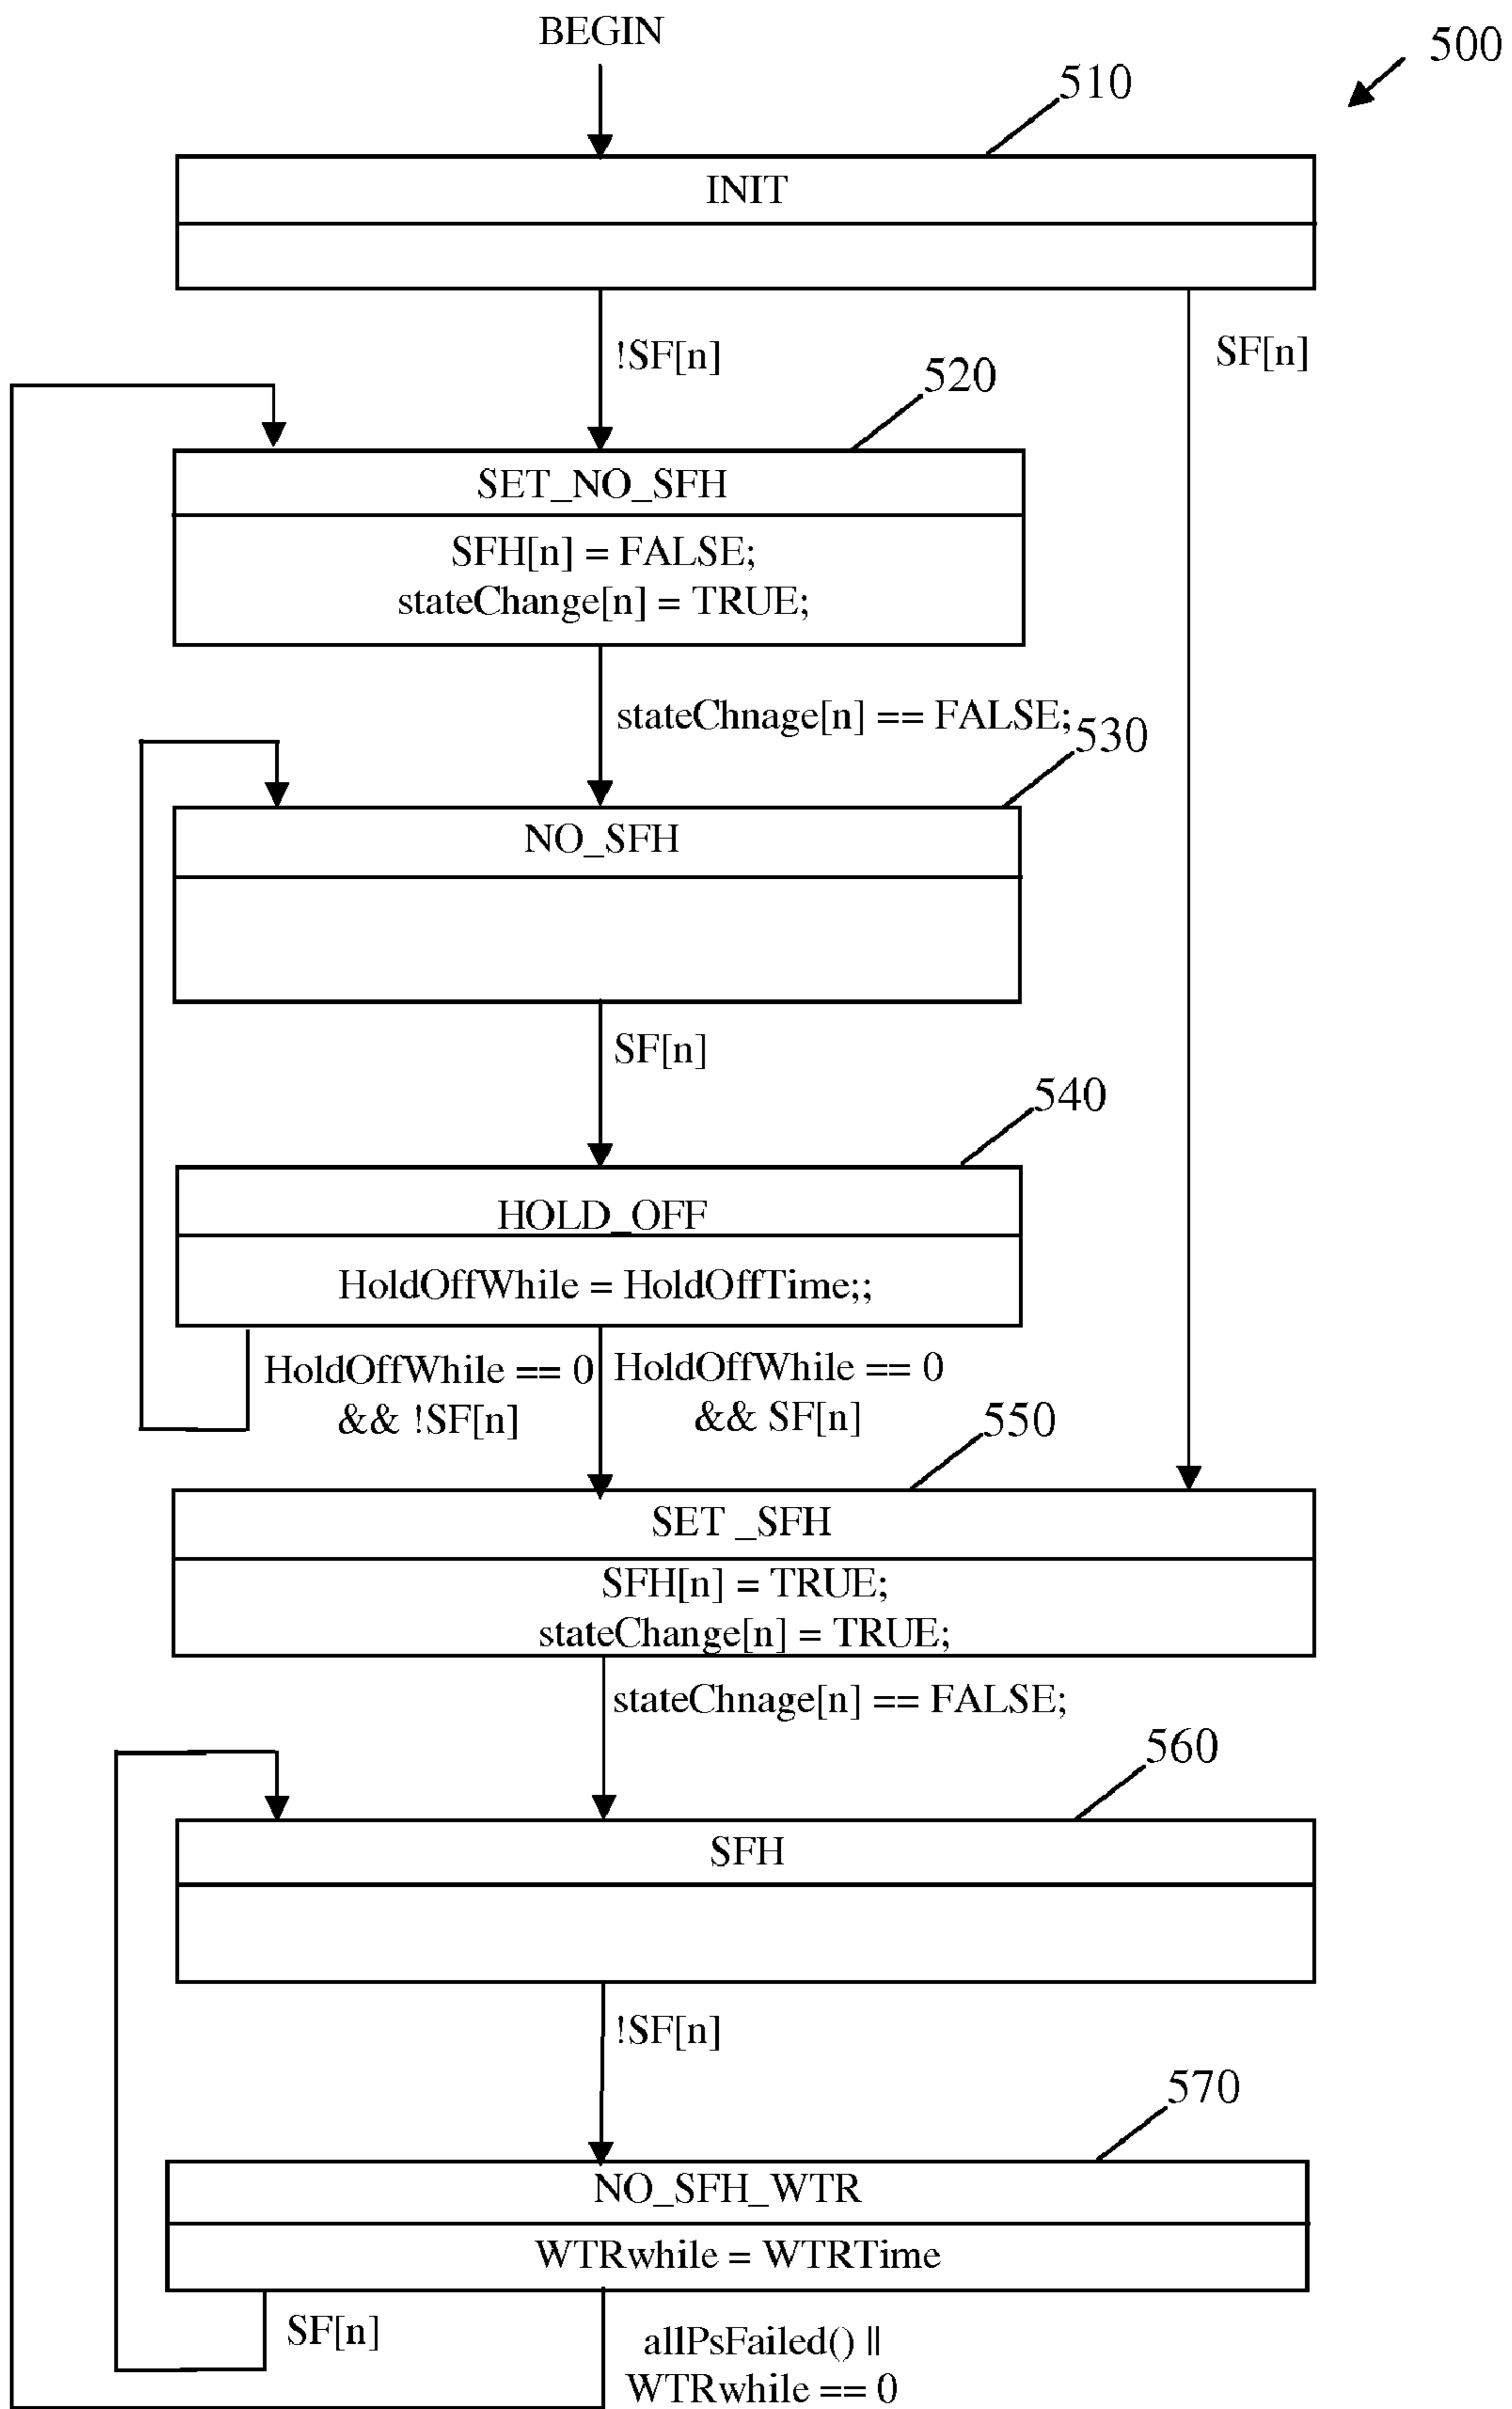 BEGIN
500
510
INIT
!SF[n]
SF[n]
520
SET_NO_SFH
SFH[n] = FALSE;
stateChange[n] = TRUE;
stateChnage[n] == FALSE;
530
NO_SFH
SF[n]
540
HOLD_OFF
HoldOffWhile = HoldOffTime;;
HoldOffWhile == 0
&& !SF[n]
HoldOffWhile == 0
&& SF[n]
550
SET _SFH
SFH[n] = TRUE;
stateChange[n] = TRUE;
stateChnage[n] == FALSE;
560
SFH
!SF[n]
570
NO_SFH_WTR
WTRwhile = WTRTime
SF[n]
allPsFailed() ||
WTRwhile == 0